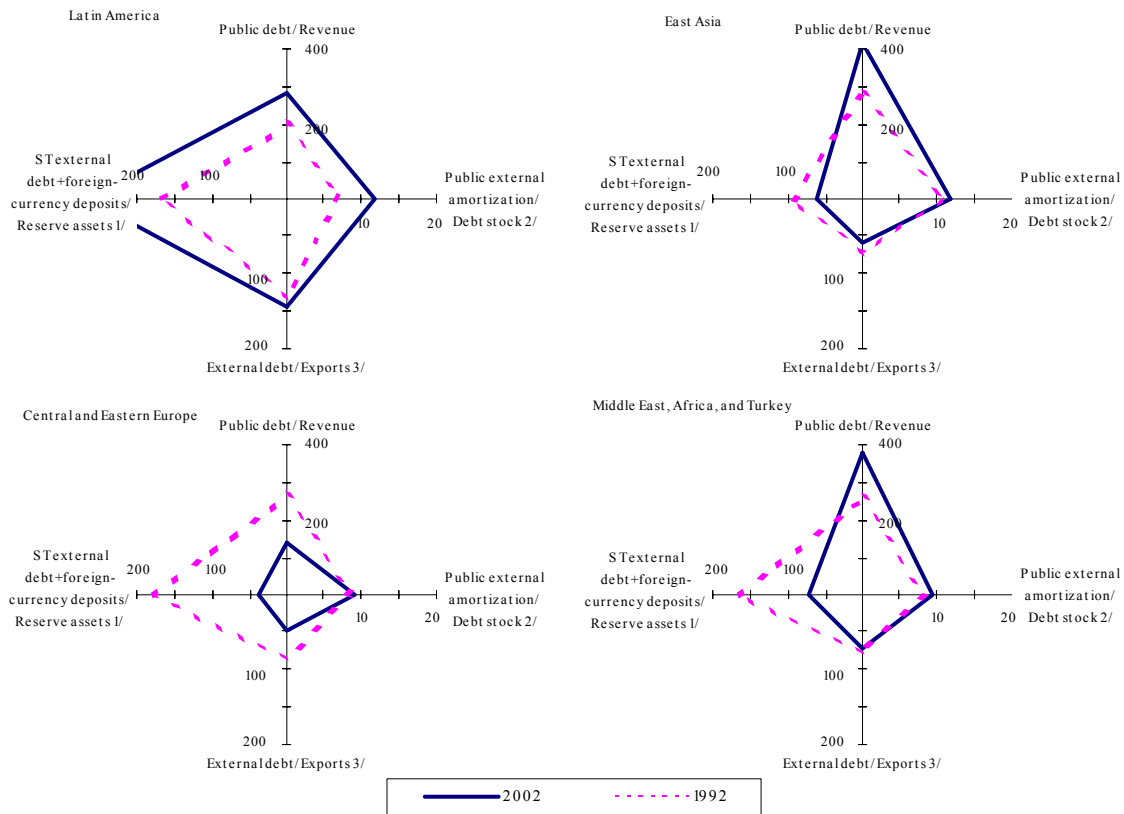 Latin America
Public debt/Revenue
400
200
ST external
debt+foreign-
currency deposits/
Reserve assets 1/
200
100
Public external
amortization/
Debt stock 2/
10
20
100
200
External debt/Exports 3/
East Asia
Public debt/Revenue
400
200
ST external
debt+foreign-
currency deposits/
Reserve assets 1/
200
100
Public external
amortization/
Debt stock 2/
10
20
100
200
External debt/Exports 3/
Central and Eastern Europe
Public debt/Revenue
400
200
ST external
debt+foreign-
currency deposits/
Reserve assets 1/
200
100
Public external
amortization/
Debt stock 2/
10
20
100
200
External debt/Exports 3/
Middle East, Africa, and Turkey
Public debt/Revenue
400
200
ST external
debt+foreign-
currency deposits/
Reserve assets 1/
200
100
Public external
amortization/
Debt stock 2/
10
20
100
200
External debt/Exports 3/
2002 1992